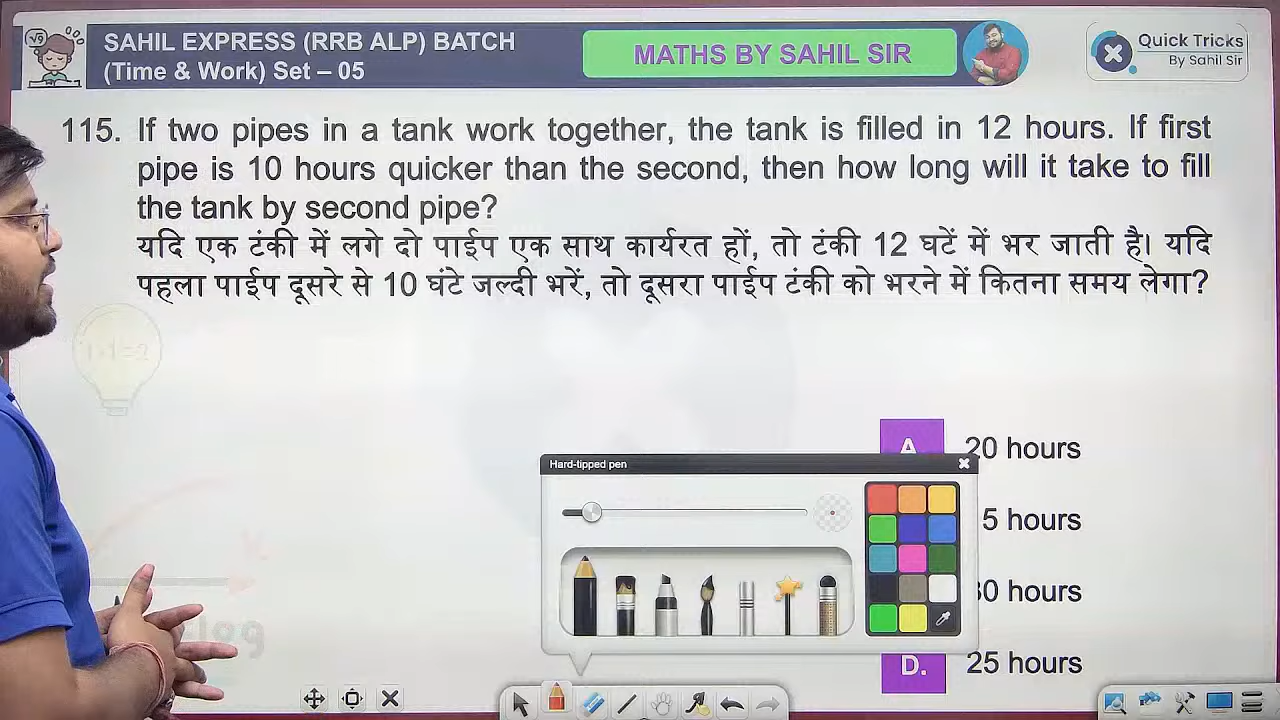 SAHIL EXPRESS (RRB ALP) BATCH
(Time & Work) Set – 05
MATHS BY SAHIL SIR
Quick Tricks
By Sahil Sir
115. If two pipes in a tank work together, the tank is filled in 12 hours. If first
pipe is 10 hours quicker than the second, then how long will it take to fill
the tank by second pipe?
यदि एक टंकी में लगे दो पाईप एक साथ कार्यरत हों, तो टंकी 12 घटें में भर जाती है। यदि
पहला पाईप दूसरे से 10 घंटे जल्दी भरें, तो दूसरा पाईप टंकी को भरने में कितना समय लेगा?
1+1=2
A. 20 hours
Hard-tipped pen
5 hours
30 hours
D. 25 hours